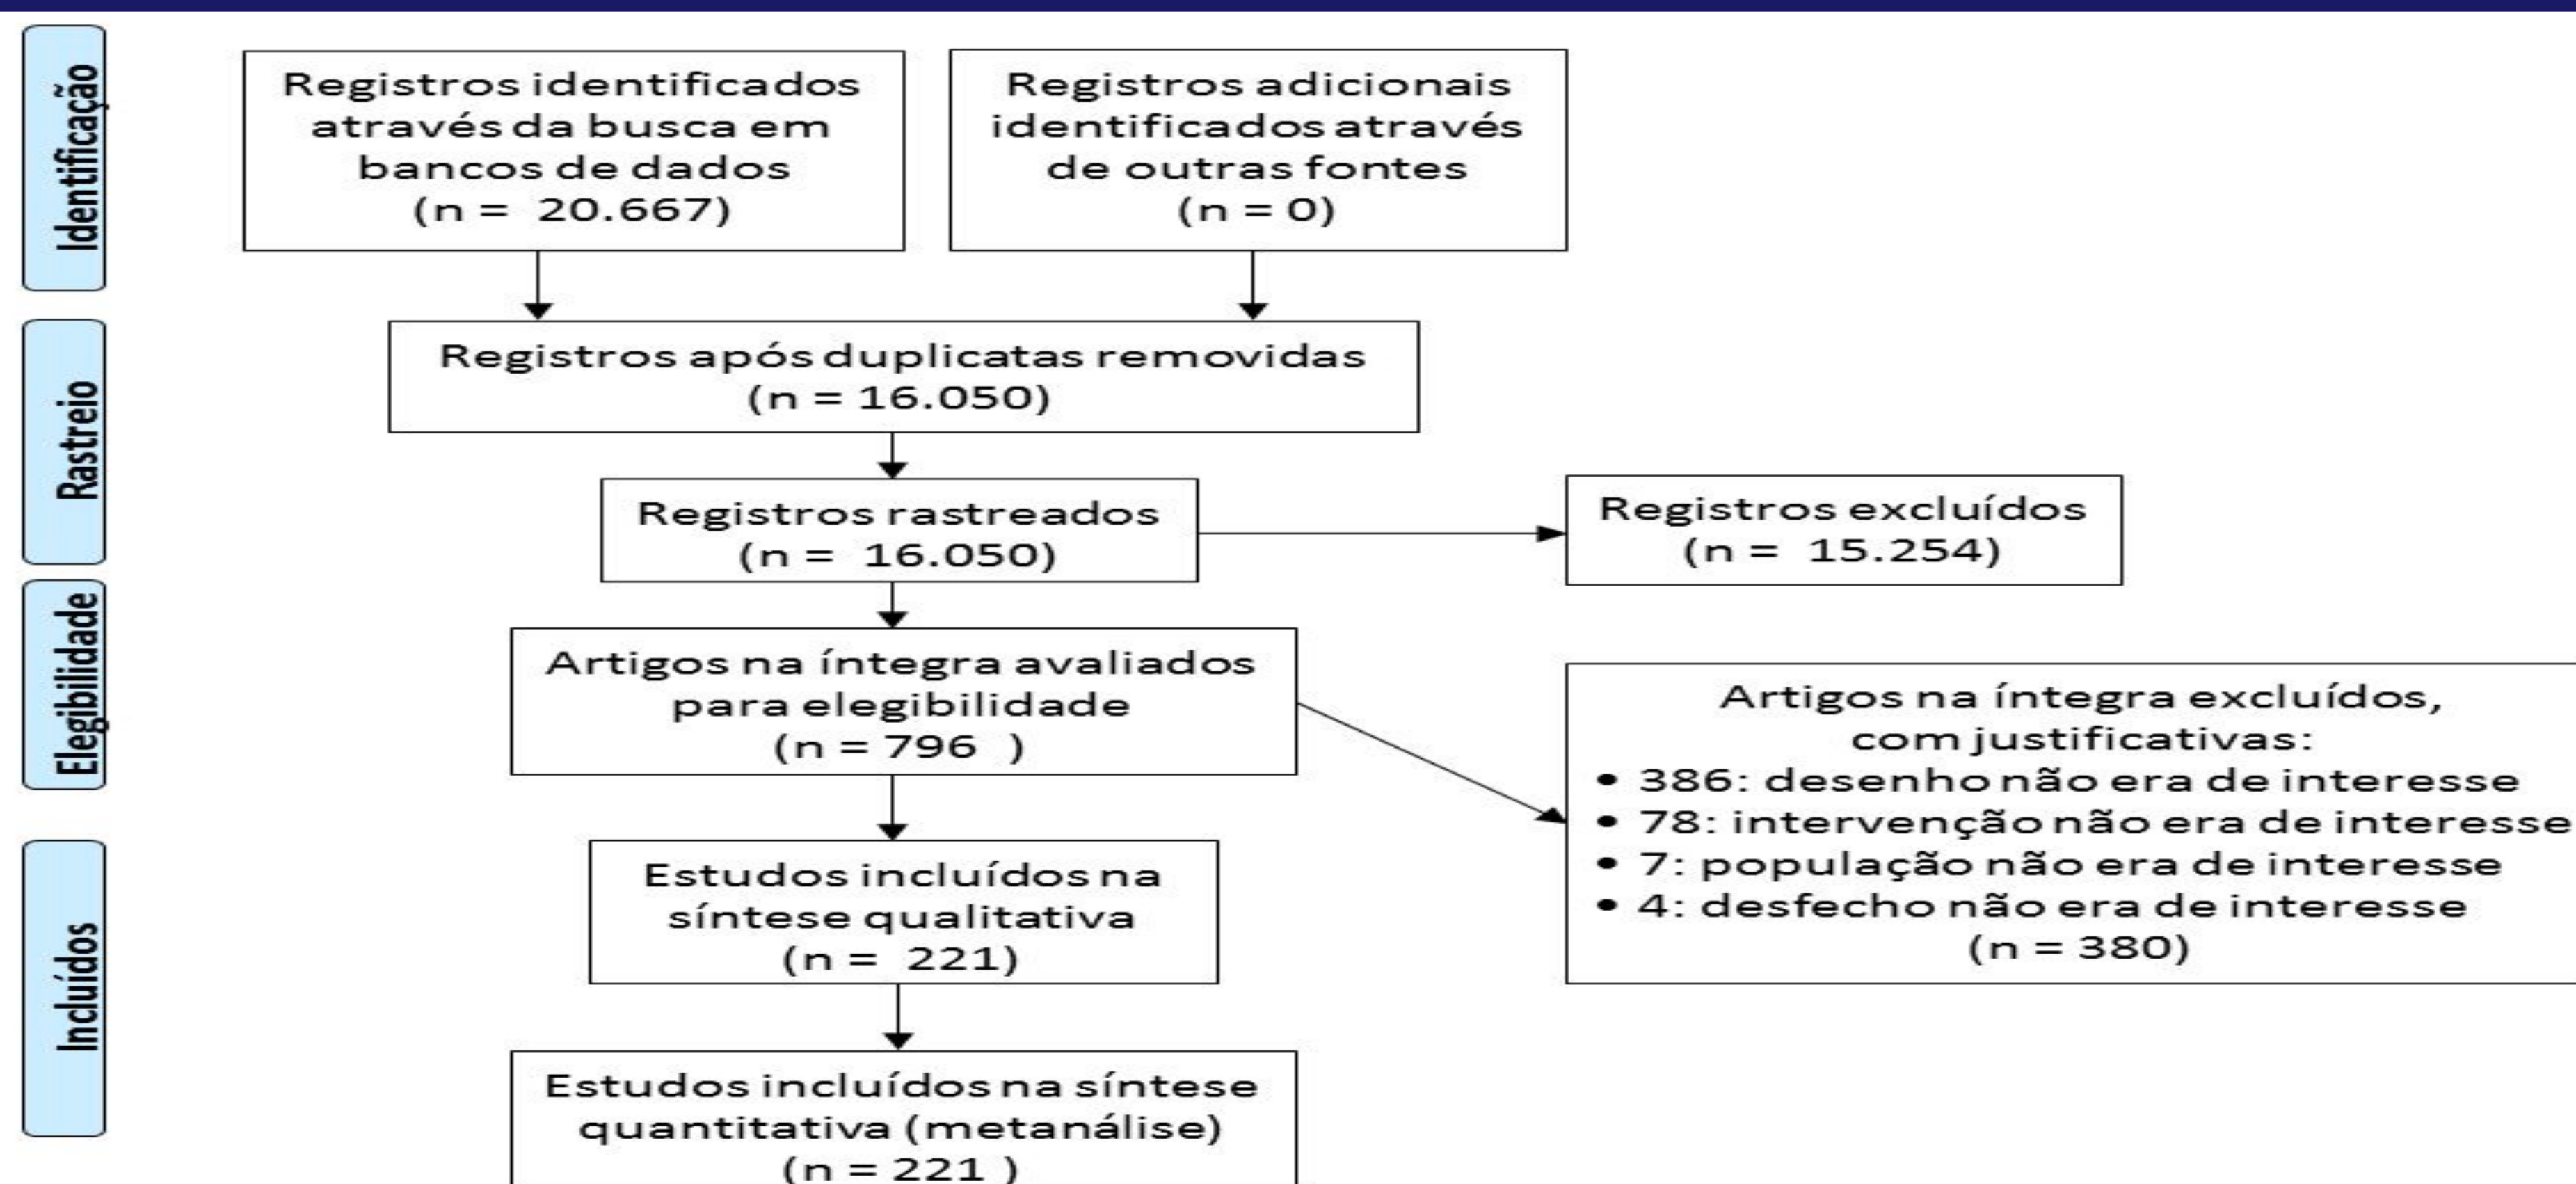 Identificação
Registros identificados
através da busca em
bancos de dados
(n = 20.667)
Registros adicionais
identificados através
de outras fontes
(n = 0)
Rastreio
Registros após duplicatas removidas
(n = 16.050)
Registros rastreados
(n = 16.050)
Registros excluídos
(n = 15.254)
Elegibilidade
Artigos na íntegra avaliados
para elegibilidade
(n = 796 )
Artigos na íntegra excluídos,
com justificativas:
• 386: desenho não era de interesse
• 78: intervenção não era de interesse
• 7: população não era de interesse
• 4: desfecho não era de interesse
(n = 380)
Incluídos
Estudos incluídos na
síntese qualitativa
(n = 221)
Estudos incluídos na síntese
quantitativa (metanálise)
(n = 221 )